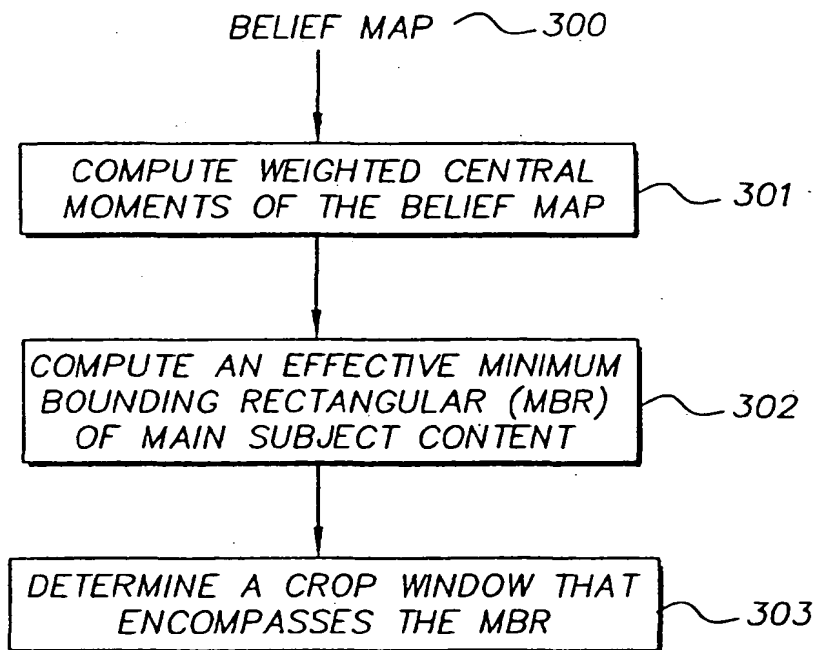 BELIEF MAP 300
COMPUTE WEIGHTED CENTRAL
MOMENTS OF THE BELIEF MAP
301
COMPUTE AN EFFECTIVE MINIMUM
BOUNDING RECTANGULAR (MBR)
OF MAIN SUBJECT CONTENT
302
DETERMINE A CROP WINDOW THAT
ENCOMPASSES THE MBR
303